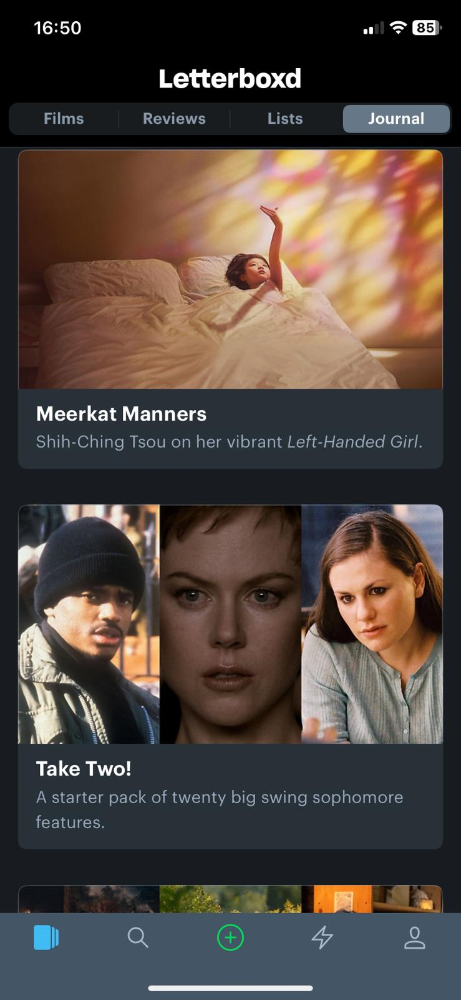 16:50
85
Letterboxd
Films
Reviews
Lists
Journal
Meerkat Manners
Shih-Ching Tsou on her vibrant Left-Handed Girl.
Take Two!
A starter pack of twenty big swing sophomore
features.